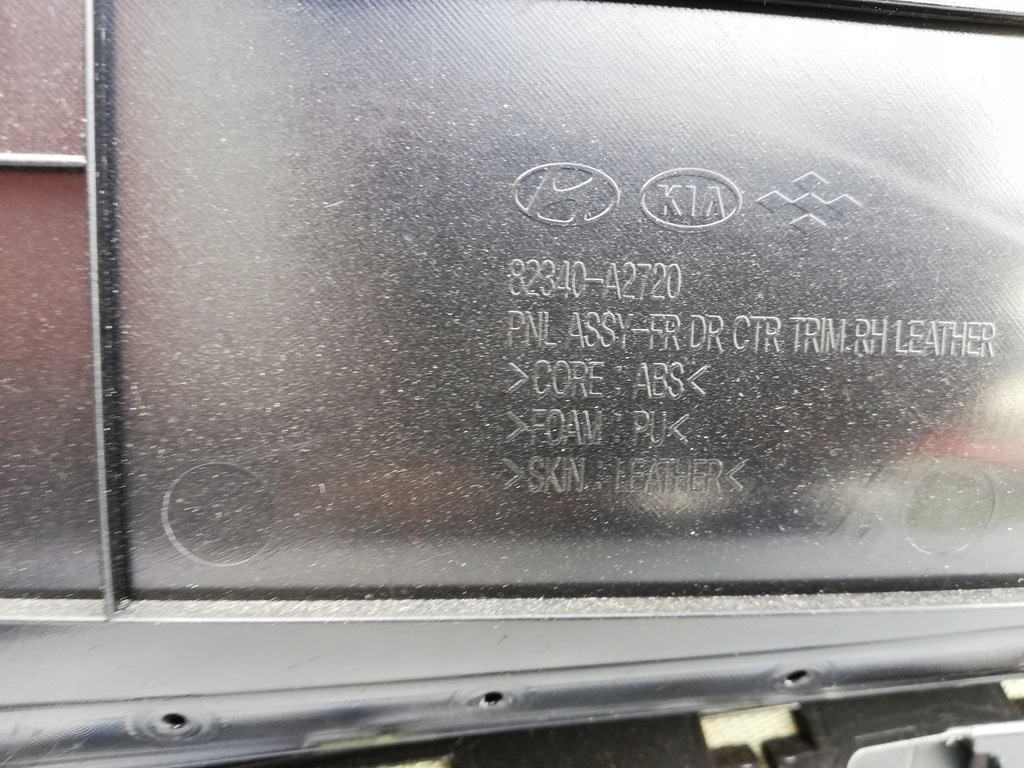 KIA
82340-A2720
PNL ASSY-FR DR CTR TRIM.RH LEATHER
>CORE : ABS<
>FOAM : PU<
>SKIN : LEATHER<